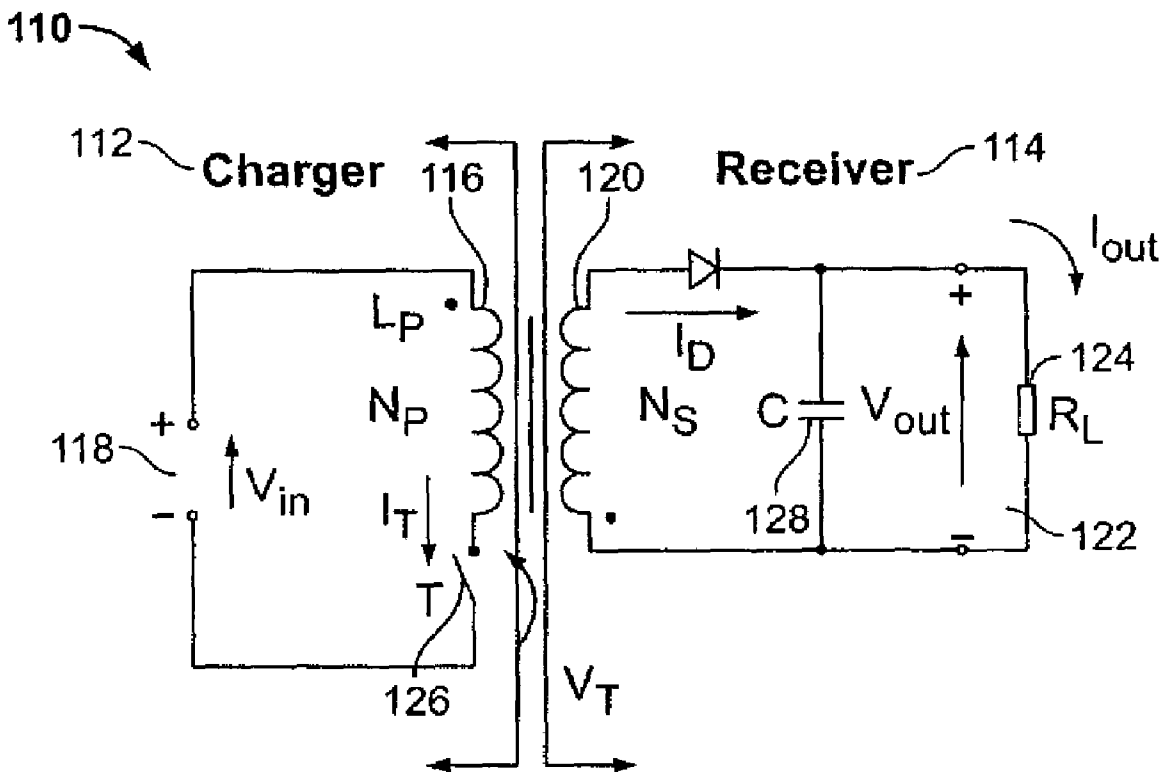 110
112
Charger
116
120
Receiver
114
I_out
L_P
N_P
I_D
N_S
C
V_out
+
124
R_L
+
118
V_in
-
I_T
T
128
-
122
126
V_T